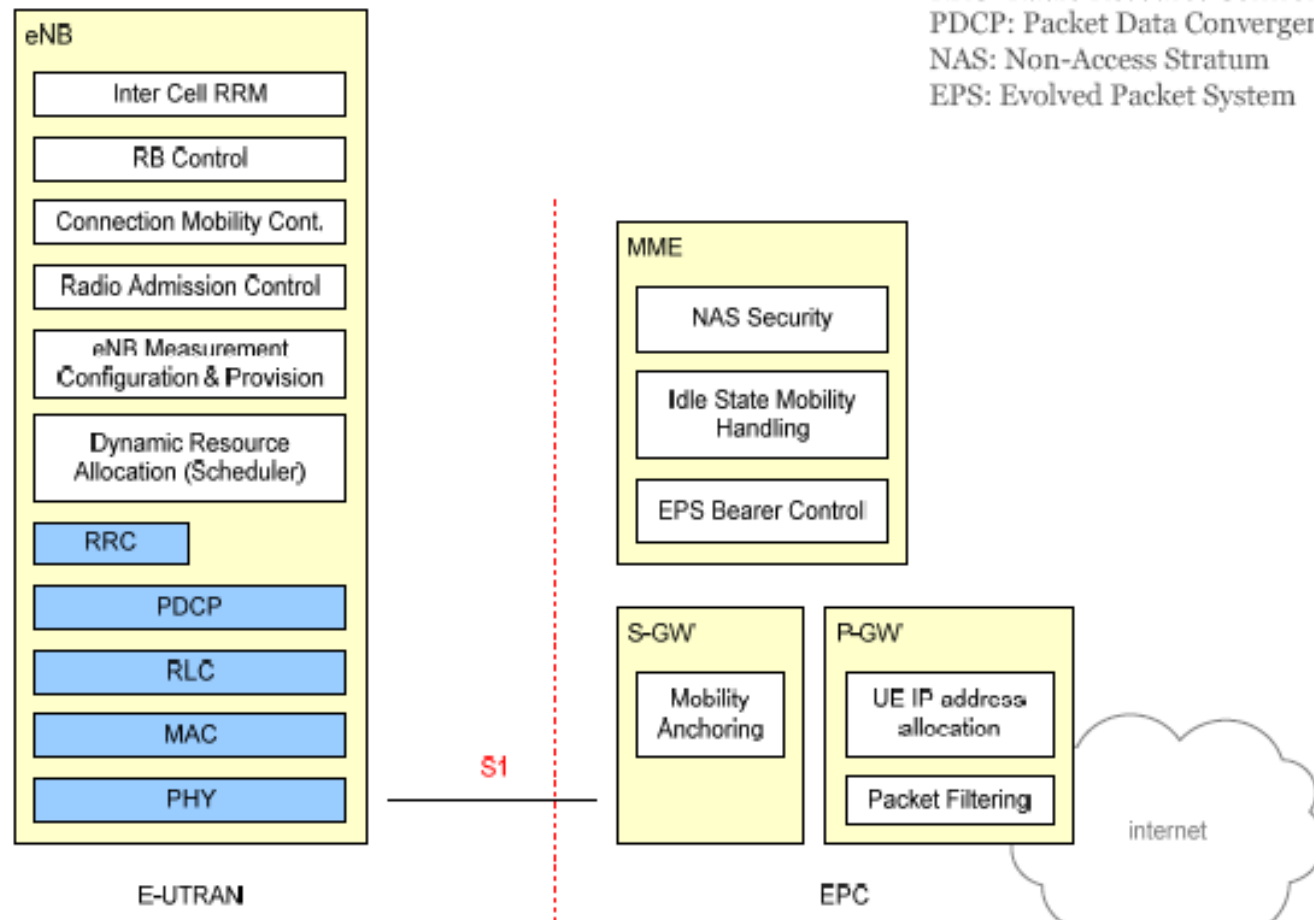 PDCP: Packet Data Converger
NAS: Non-Access Stratum
EPS: Evolved Packet System
eNB
Inter Cell RRM
RB Control
Connection Mobility Cont.
Radio Admission Control
eNB Measurement
Configuration & Provision
Dynamic Resource
Allocation (Scheduler)
RRC
PDCP
RLC
MAC
PHY
S1
MME
NAS Security
Idle State Mobility
Handling
EPS Bearer Control
S-GW
Mobility
Anchoring
P-GW
UE IP address
allocation
Packet Filtering
internet
E-UTRAN
EPC